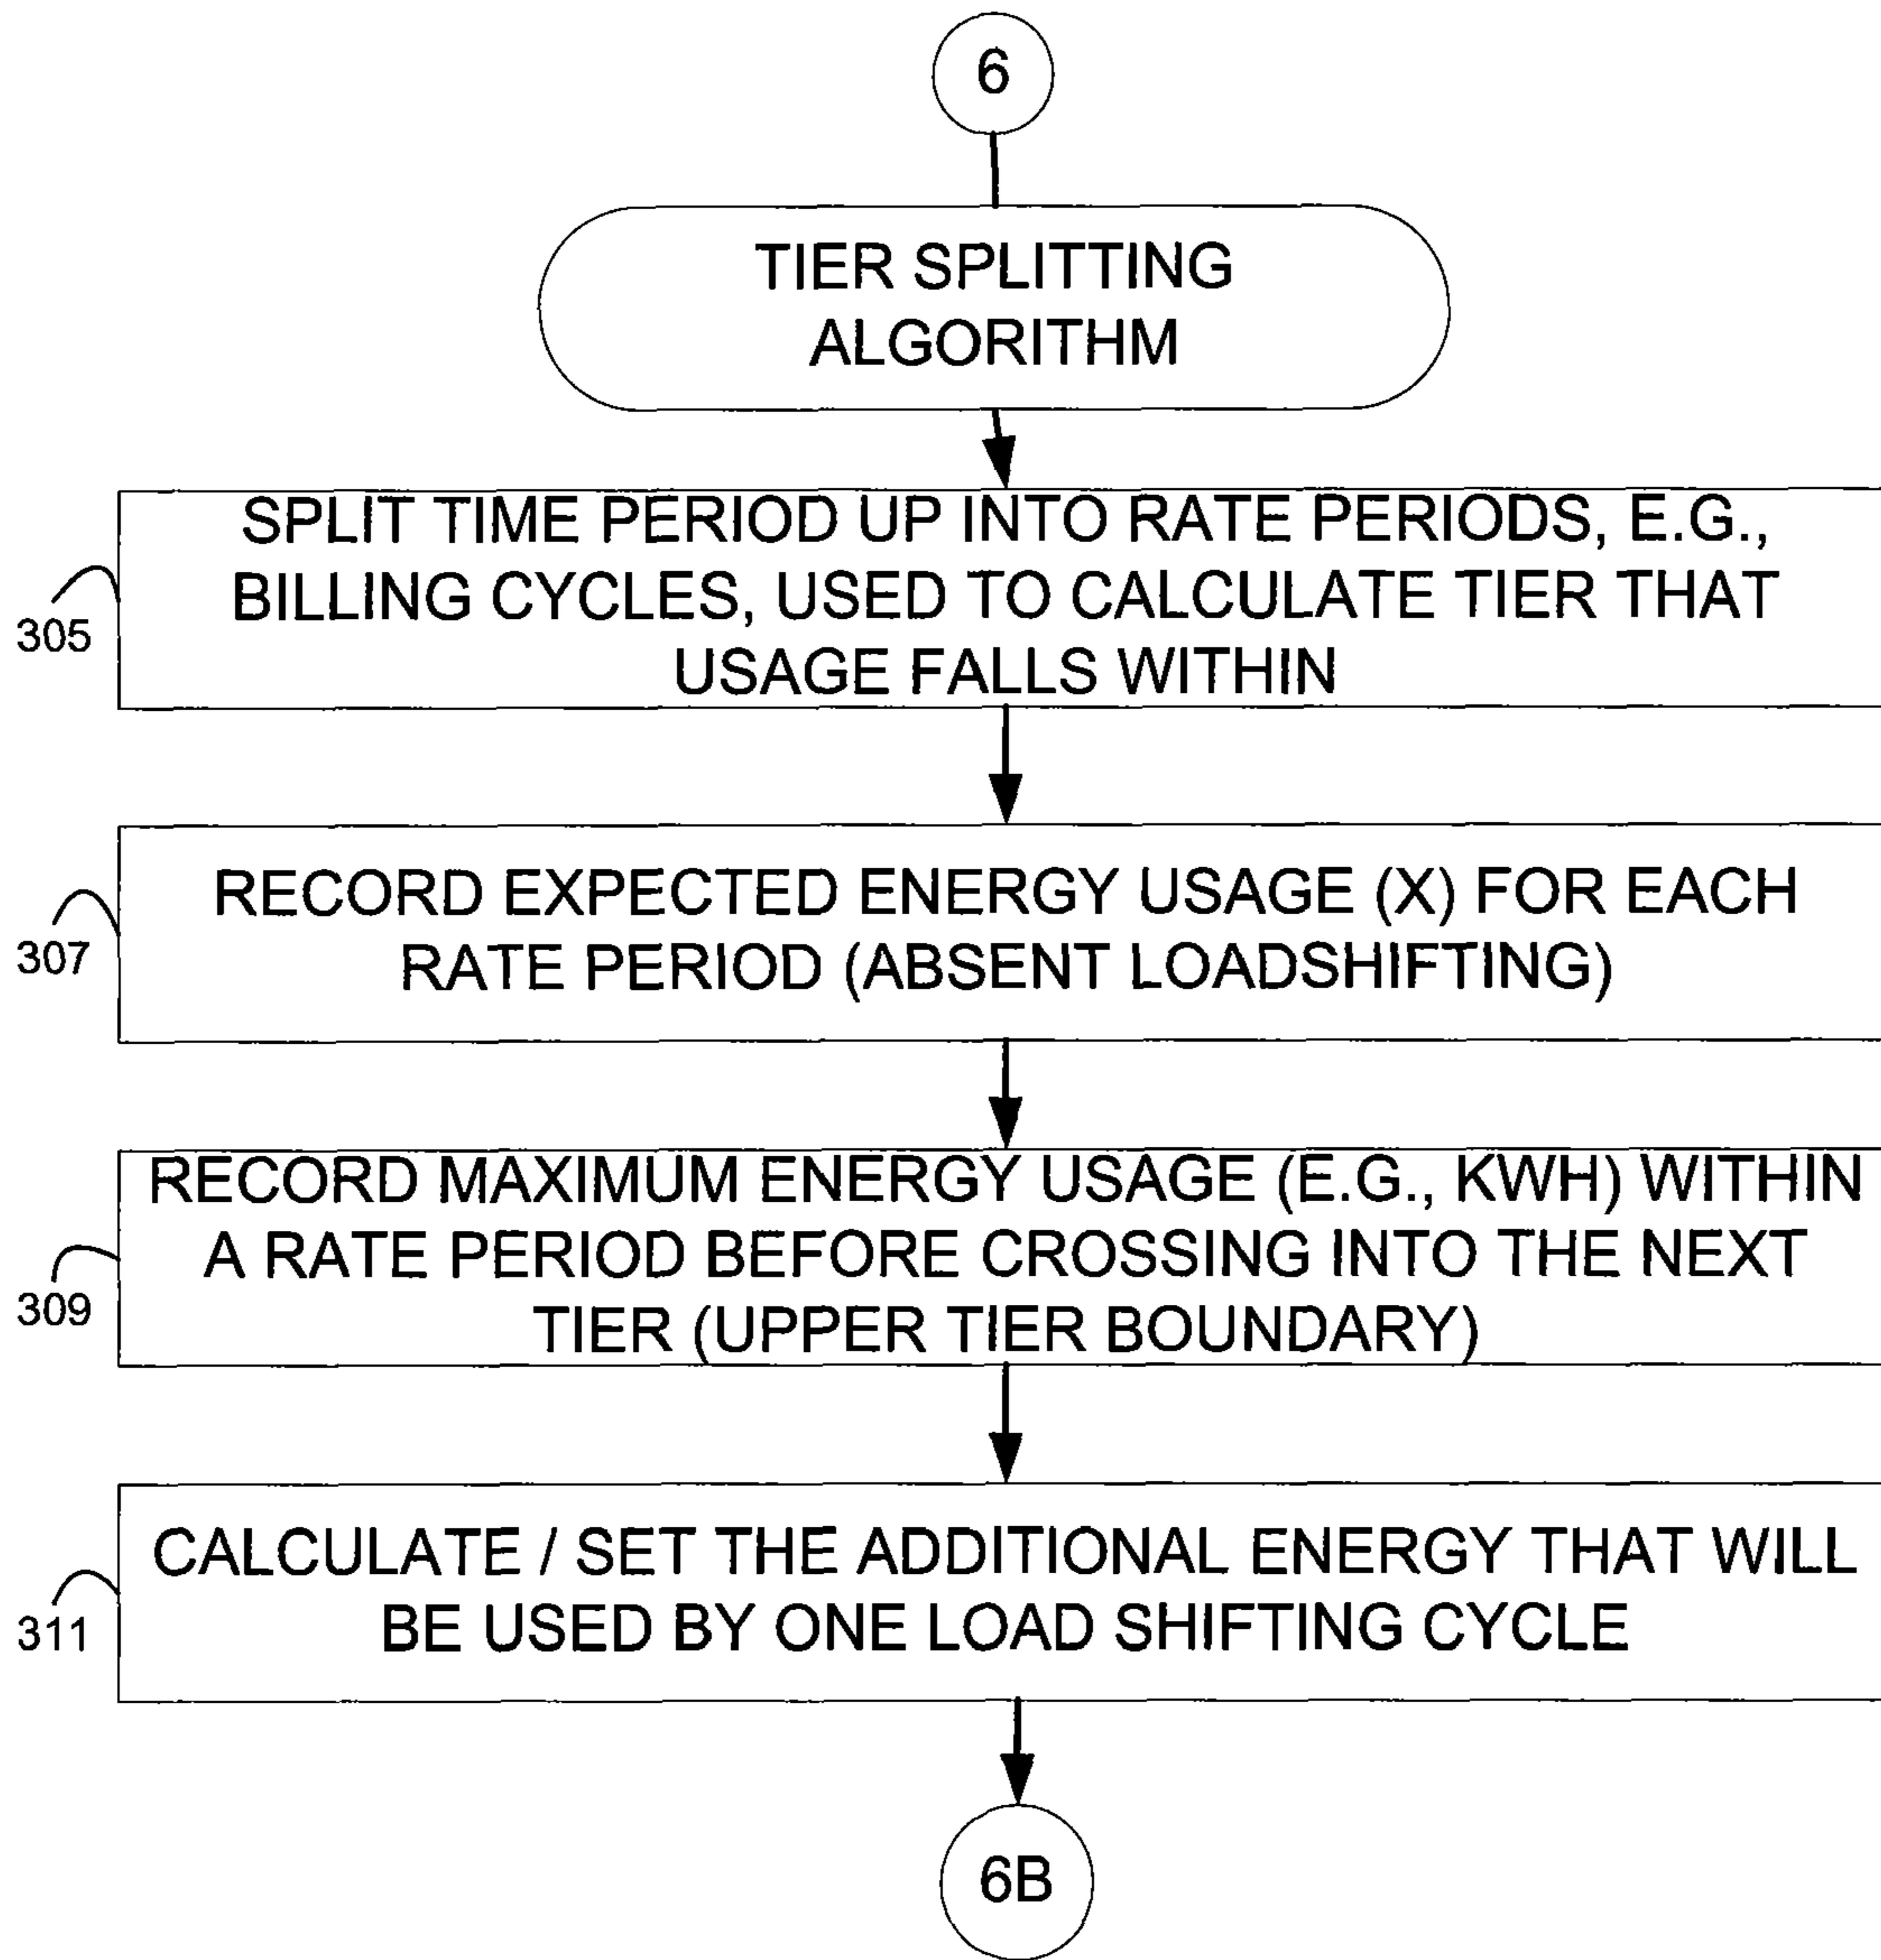 6
TIER SPLITTING
ALGORITHM
SPLIT TIME PERIOD UP INTO RATE PERIODS, E.G.,
BILLING CYCLES, USED TO CALCULATE TIER THAT
USAGE FALLS WITHIN
305
RECORD EXPECTED ENERGY USAGE (X) FOR EACH
RATE PERIOD (ABSENT LOADSHIFTING)
307
RECORD MAXIMUM ENERGY USAGE (E.G., KWH) WITHIN
A RATE PERIOD BEFORE CROSSING INTO THE NEXT
TIER (UPPER TIER BOUNDARY)
309
CALCULATE / SET THE ADDITIONAL ENERGY THAT WILL
BE USED BY ONE LOAD SHIFTING CYCLE
311
6B